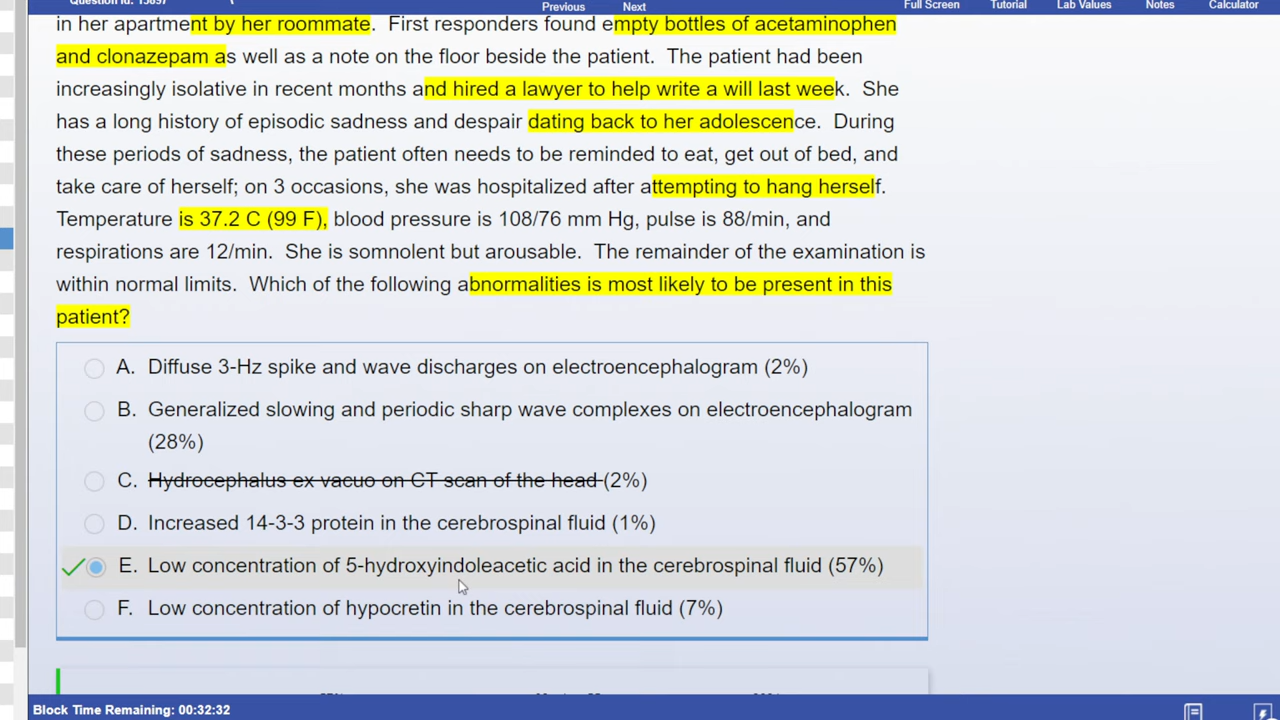 Previous
Next
Full Screen
Tutorial
Lab Values
Notes
Calculator
in her apartment by her roommate. First responders found empty bottles of acetaminophen
and clonazepam as well as a note on the floor beside the patient. The patient had been
increasingly isolative in recent months and hired a lawyer to help write a will last week. She
has a long history of episodic sadness and despair dating back to her adolescence. During
these periods of sadness, the patient often needs to be reminded to eat, get out of bed, and
take care of herself; on 3 occasions, she was hospitalized after attempting to hang herself.
Temperature is 37.2 C (99 F), blood pressure is 108/76 mm Hg, pulse is 88/min, and
respirations are 12/min. She is somnolent but arousable. The remainder of the examination is
within normal limits. Which of the following abnormalities is most likely to be present in this
patient?
A. Diffuse 3-Hz spike and wave discharges on electroencephalogram (2%)
B. Generalized slowing and periodic sharp wave complexes on electroencephalogram
(28%)
C. Hydrocephalus ex vacuo on CT scan of the head (2%)
D. Increased 14-3-3 protein in the cerebrospinal fluid (1%)
E. Low concentration of 5-hydroxyindoleacetic acid in the cerebrospinal fluid (57%)
F. Low concentration of hypocretin in the cerebrospinal fluid (7%)
Block Time Remaining: 00:32:32